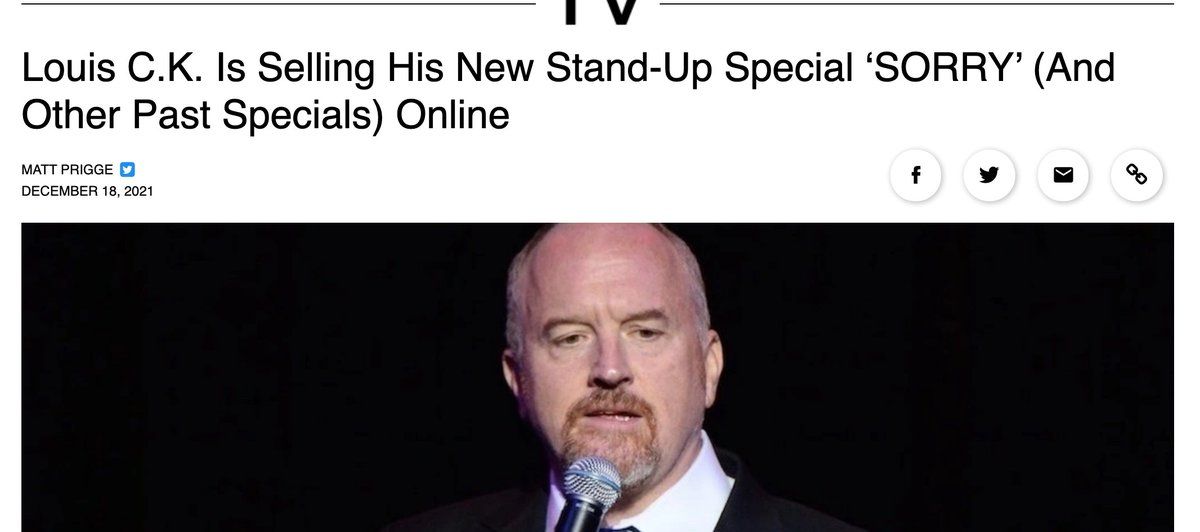 TV
Louis C.K. Is Selling His New Stand-Up Special ‘SORRY’ (And
Other Past Specials) Online
MATT PRIGGE
DECEMBER 18, 2021